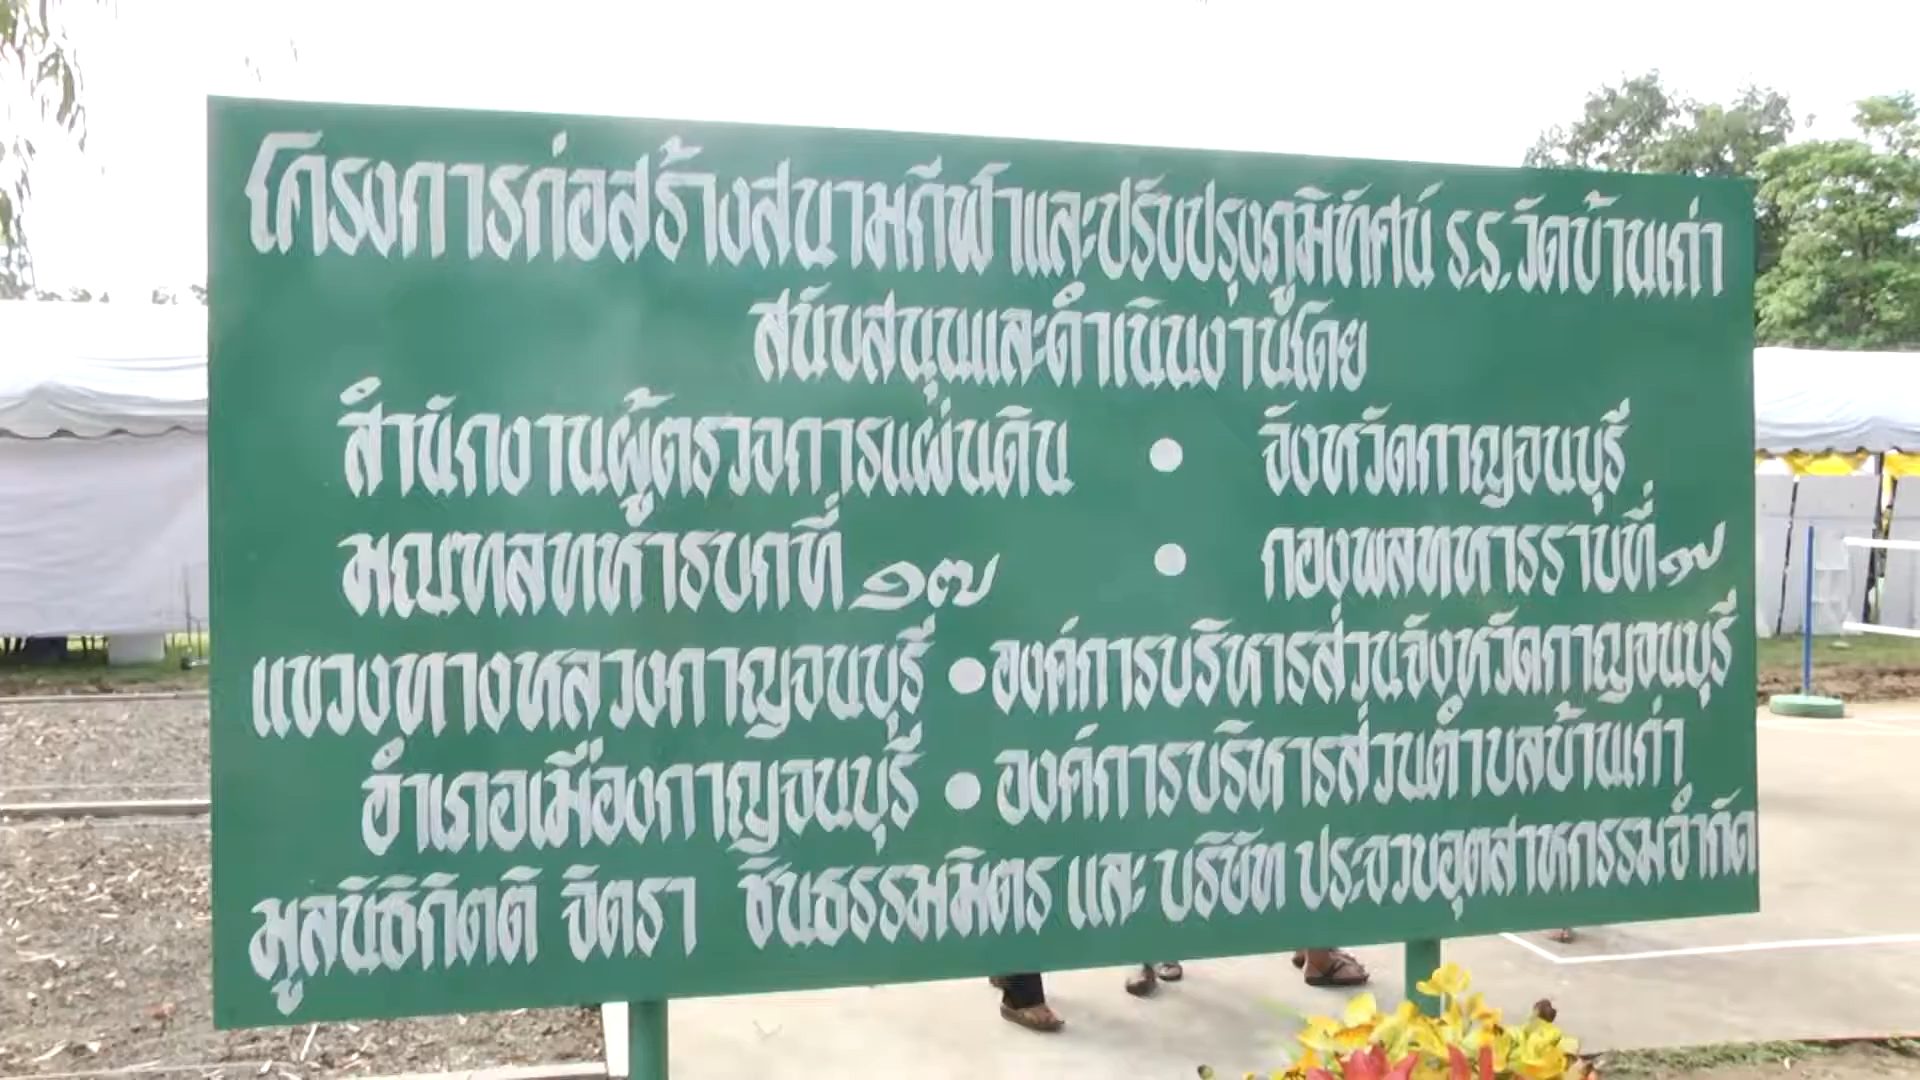 โครงการก่อสร้างสนามกีฬาและปรับปรุงภูมิทัศน์ ร.ร. วัดบ้านเก่า
สนับสนุนและดำเนินงานโดย
สำนักงานผู้ตรวจการแผ่นดิน • จังหวัดกาญจนบุรี
มณฑลทหารบกที่ ๑๗ • กองพลทหารราบที่ ๙
แขวงทางหลวงกาญจนบุรี • องค์การบริหารส่วนจังหวัดกาญจนบุรี
อำเภอเมืองกาญจนบุรี • องค์การบริหารส่วนตำบลบ้านเก่า
มูลนิธิกิตติ จิตรา ชินธรรมมิตร และ บริษัท ประจวบอุตสาหกรรมจำกัด